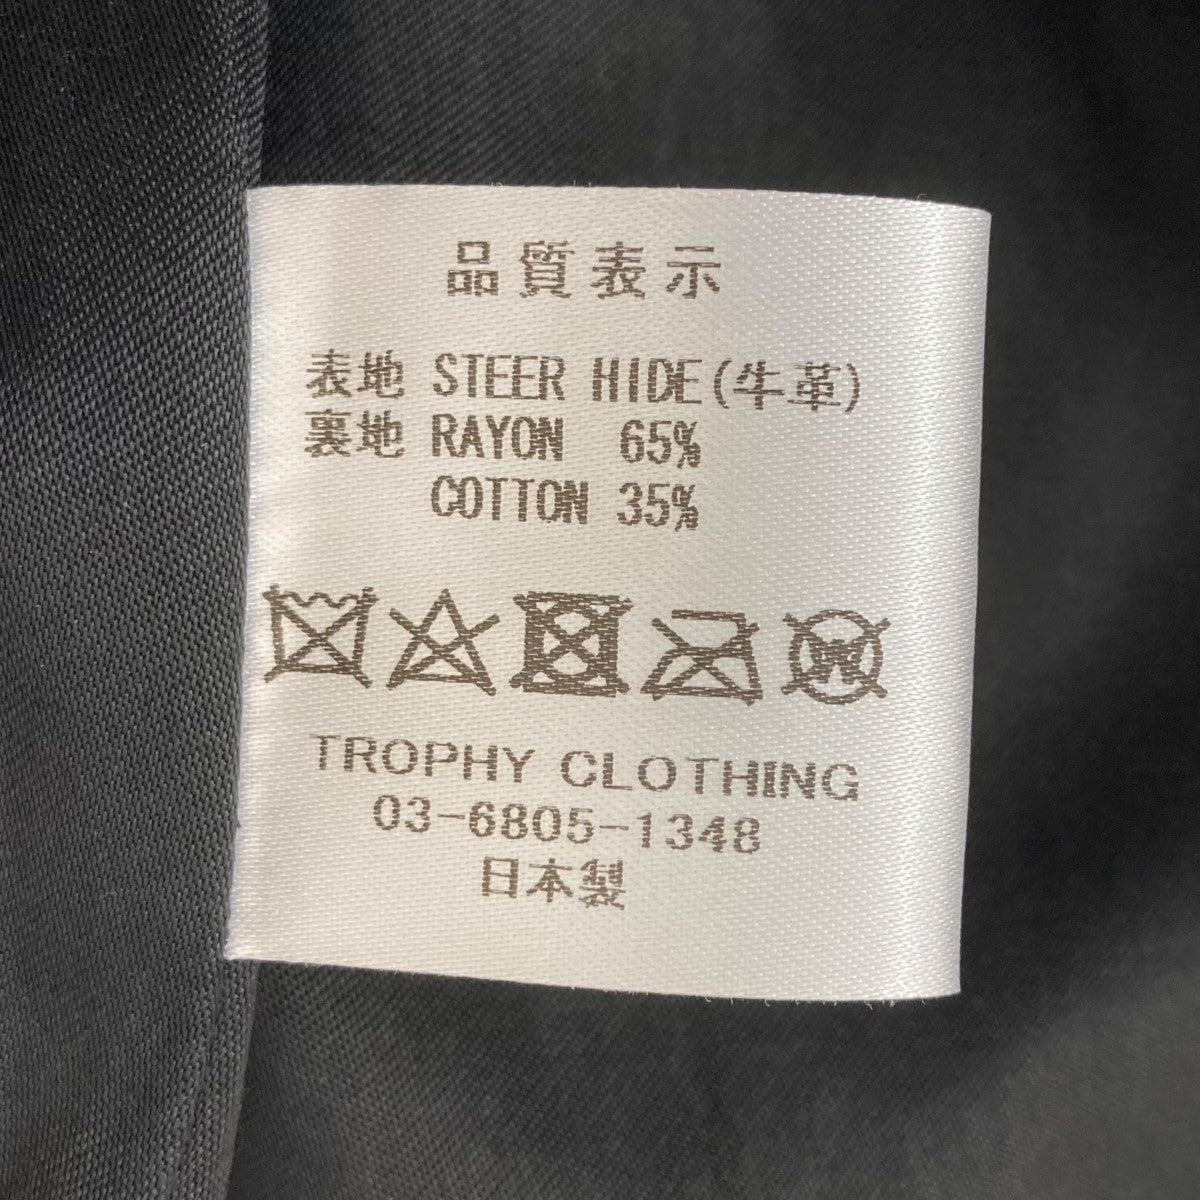 品質表示
表地 STEER HIDE(牛革)
裏地 RAYON 65%
COTTON 35%
W
TROPHY CLOTHING
03-6805-1348
日本製